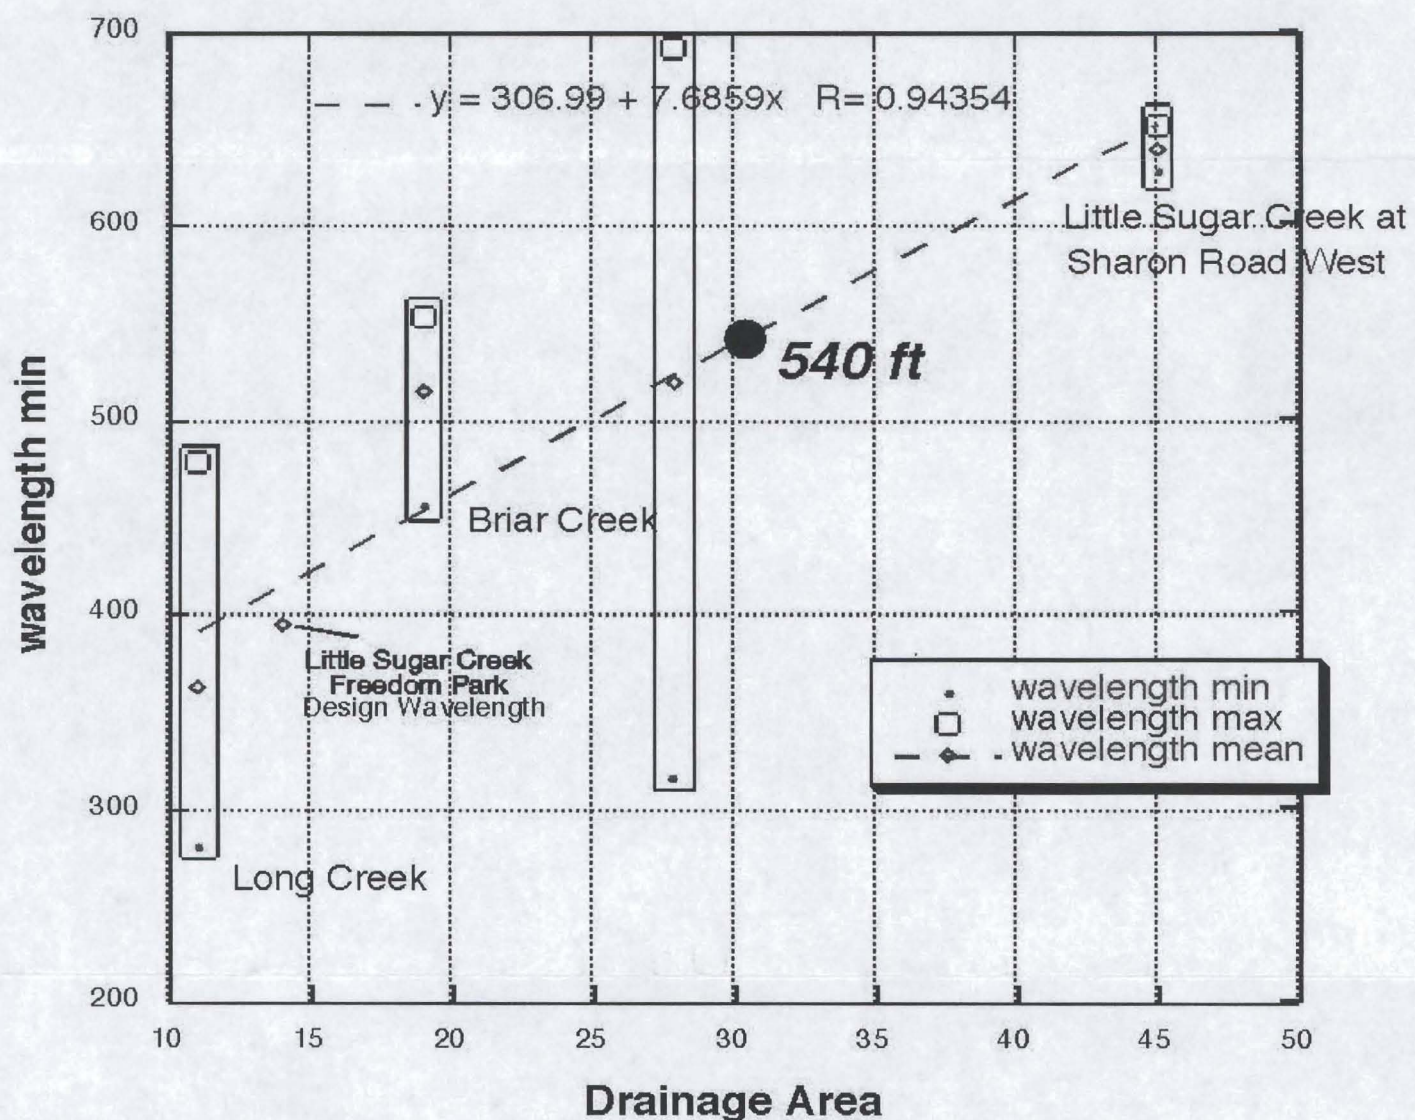 700
y = 306.99 + 7.6859x R= 0.94354
600
Little Sugar Creek at
Sharon Road West
540 ft
500
wavelength min
Briar Creek
400
Little Sugar Creek
Freedom Park
Design Wavelength
wavelength min
wavelength max
wavelength mean
300
Long Creek
200
10 15 20 25 30 35 40 45 50
Drainage Area